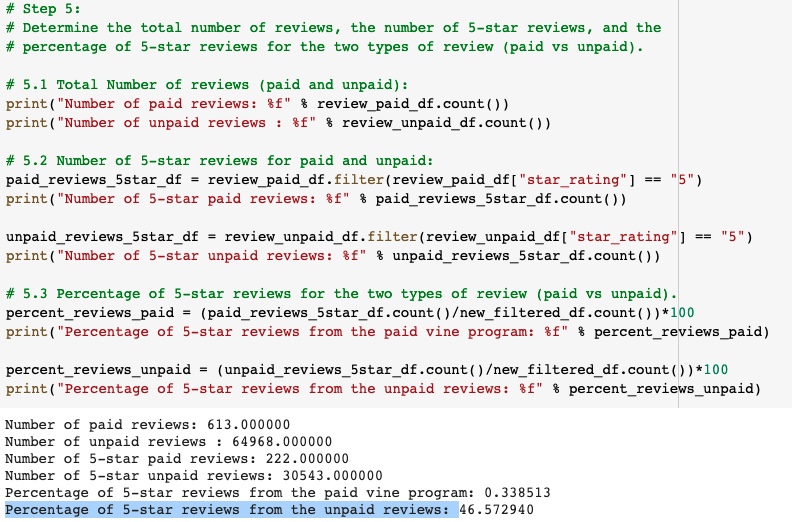 # Step 5:
# Determine the total number of reviews, the number of 5-star reviews, and the
# percentage of 5-star reviews for the two types of review (paid vs unpaid).
# 5.1 Total Number of reviews (paid and unpaid):
print("Number of paid reviews: %f" % review_paid_df.count())
print("Number of unpaid reviews : %f" % review_unpaid_df.count())
# 5.2 Number of 5-star reviews for paid and unpaid:
paid_reviews_5star_df = review_paid_df.filter(review_paid_df["star_rating"] == "5")
print("Number of 5-star paid reviews: %f" % paid_reviews_5star_df.count())
unpaid_reviews_5star_df = review_unpaid_df.filter(review_unpaid_df["star_rating"] == "5")
print("Number of 5-star unpaid reviews: %f" % unpaid_reviews_5star_df.count())
# 5.3 Percentage of 5-star reviews for the two types of review (paid vs unpaid).
percent_reviews_paid = (paid_reviews_5star_df.count()/new_filtered_df.count())*100
print("Percentage of 5-star reviews from the paid vine program: %f" % percent_reviews_paid)
percent_reviews_unpaid = (unpaid_reviews_5star_df.count()/new_filtered_df.count())*100
print("Percentage of 5-star reviews from the unpaid reviews: %f" % percent_reviews_unpaid)
Number of paid reviews: 613.000000
Number of unpaid reviews : 64968.000000
Number of 5-star paid reviews: 222.000000
Number of 5-star unpaid reviews: 30543.000000
Percentage of 5-star reviews from the paid vine program: 0.338513
Percentage of 5-star reviews from the unpaid reviews: 46.572940